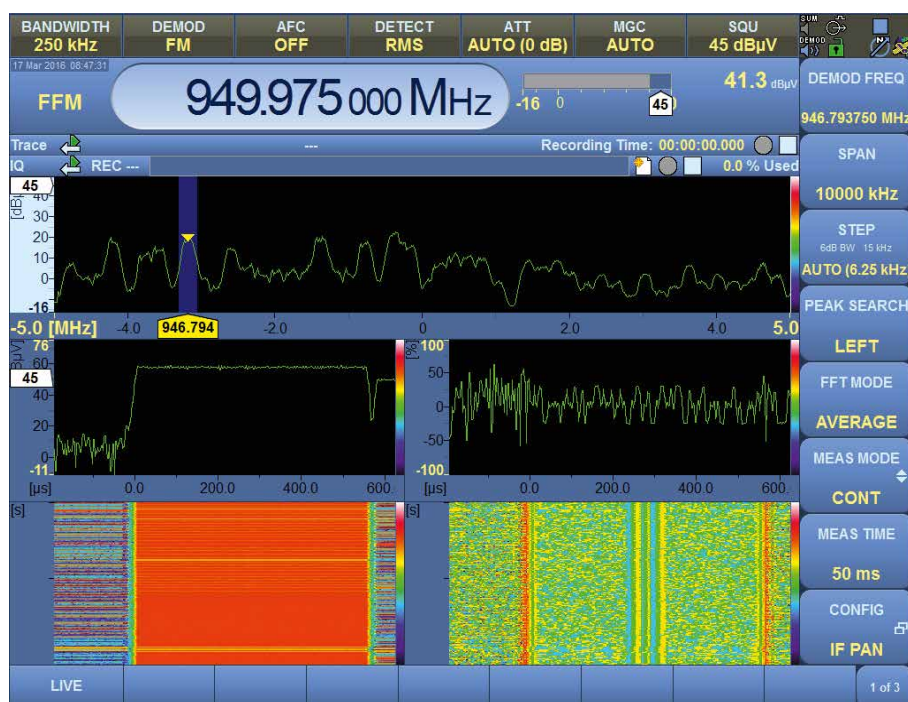 BANDWIDTH DEMOD AFC DETECT ATT MGC SQU SUM
250 kHz FM OFF RMS AUTO (0 dB) AUTO 45 dBµV DEMOD
17 Mar 2016 08:47:31
FFM 949.975 000 MHz -16 0 45 41.3 dBµV
DEMOD FREQ
946.793750 MHz
Trace --- Recording Time: 00:00:00.000
IQ REC --- 0.0 % Used
SPAN
10000 kHz
45
40
30
20
10
0
-16
-5.0 [MHz] -4.0 946.794 -2.0 0 2.0 4.0 5.0
STEP
6dB BW 15 kHz
AUTO (6.25 kHz
PEAK SEARCH
LEFT
76
60
45
40
20
0
-11
[µs] 0.0 200.0 400.0 600.
[%] 100
50
0
-50
-100
[µs] 0.0 200.0 400.0 600.
FFT MODE
AVERAGE
MEAS MODE
CONT
[s] [s]
MEAS TIME
50 ms
CONFIG
IF PAN
LIVE 1 of 3